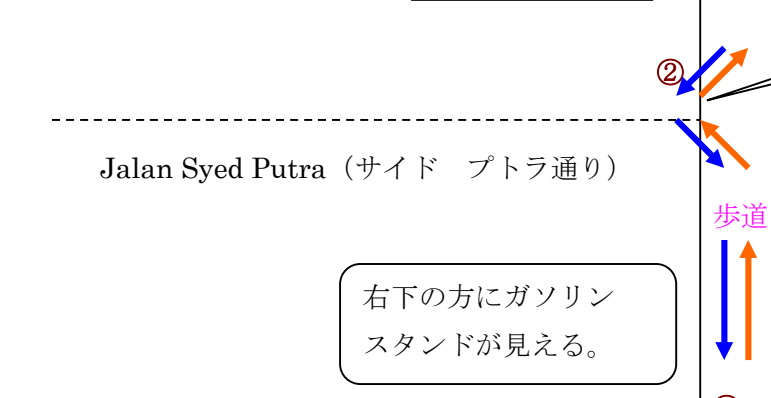 ②
Jalan Syed Putra（サイド　プトラ通り）
歩道
右下の方にガソリン
スタンドが見える。